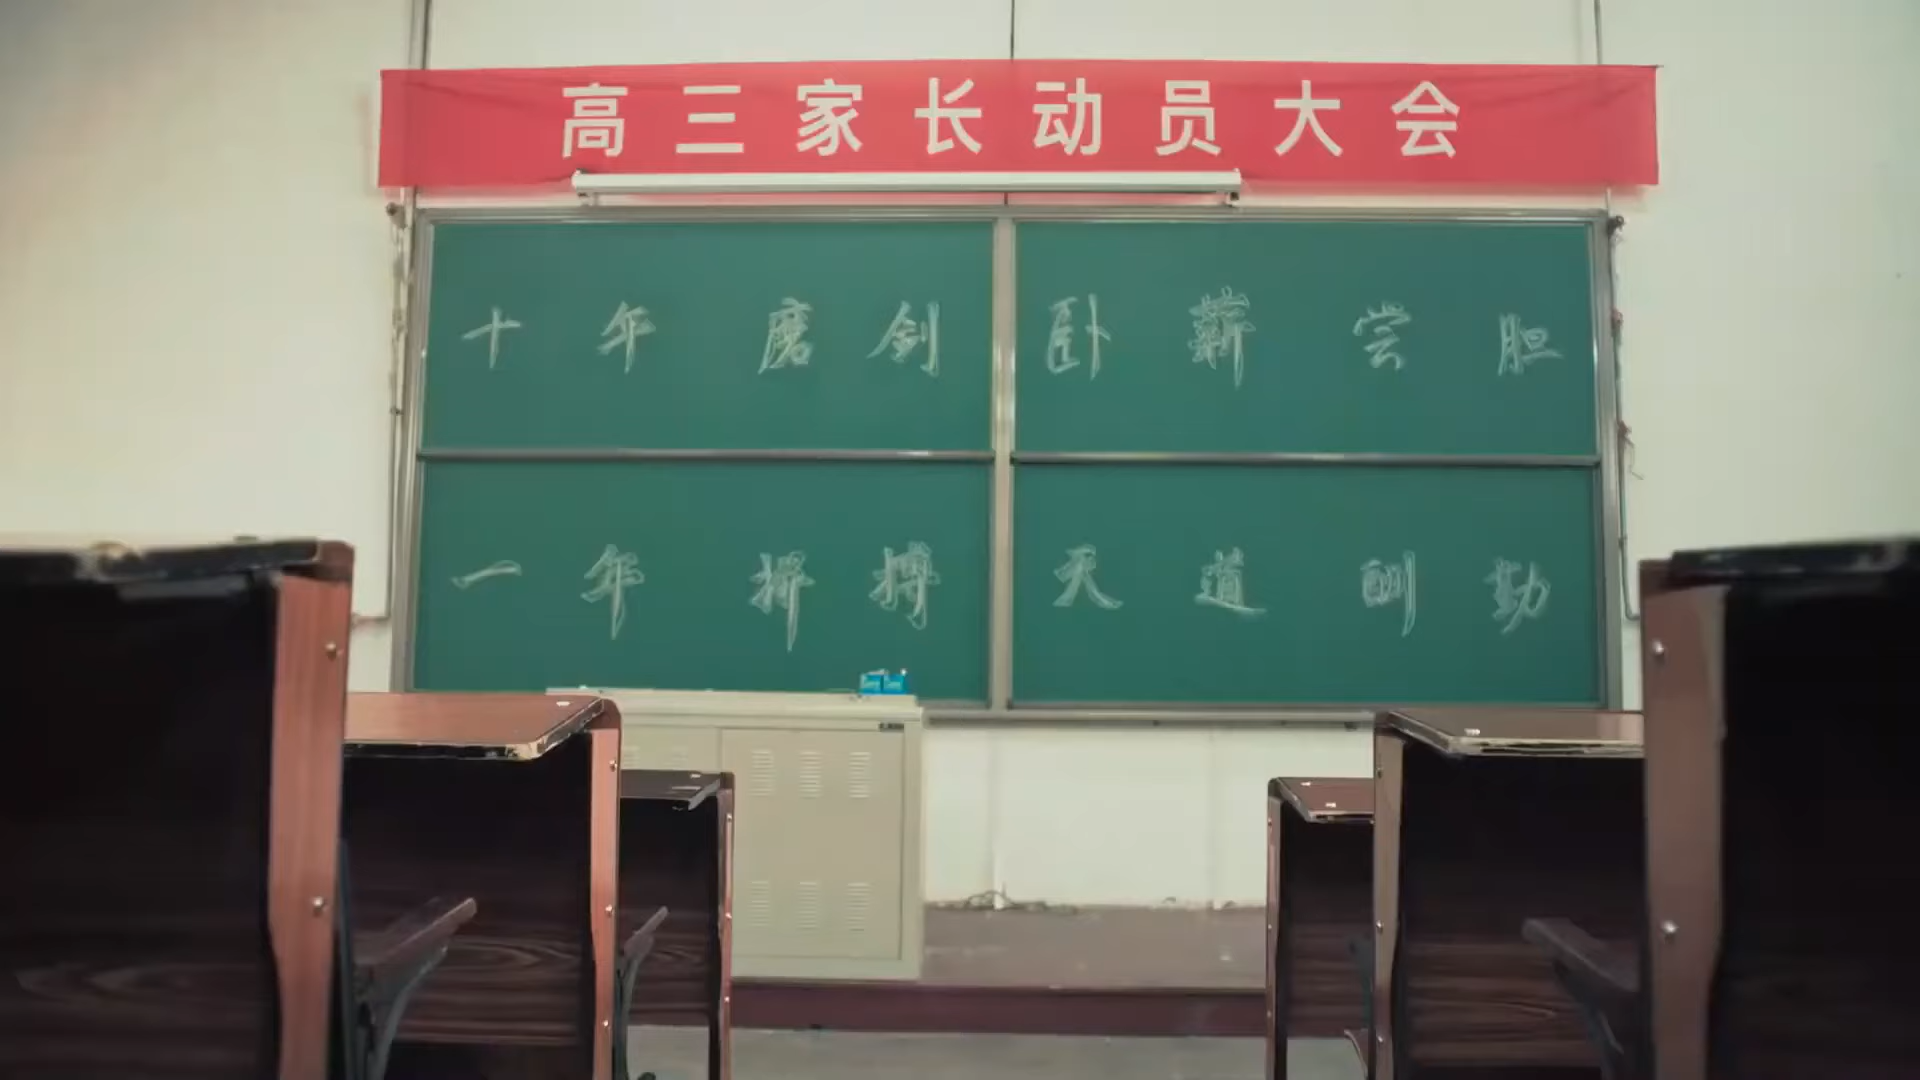 高三家长动员大会
十年磨剑 卧薪尝胆
一年拼搏 天道酬勤